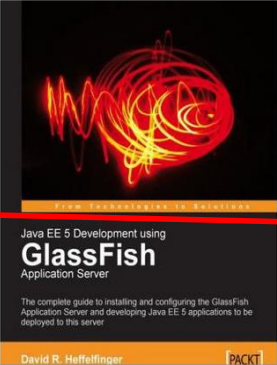 From Technologies to Solutions
Java EE 5 Development using
GlassFish
Application Server
The complete guide to installing and configuring the GlassFish
Application Server and developing Java EE 5 applications to be
deployed to this server
David R. Heffelfinger
[PACKT]